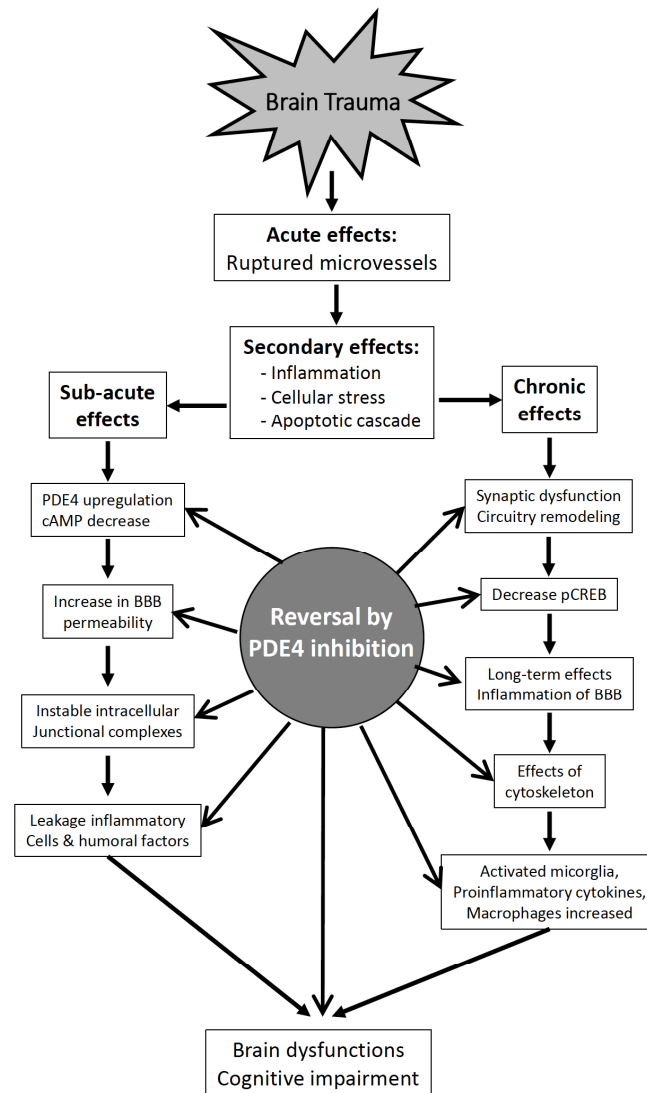 Brain Trauma
Acute effects:
Ruptured microvessels
Secondary effects:
- Inflammation
- Cellular stress
- Apoptotic cascade
Sub-acute
effects
Chronic
effects
PDE4 upregulation
cAMP decrease
Increase in BBB
permeability
Instable intracellular
Junctional complexes
Leakage inflammatory
Cells & humoral factors
Reversal by
PDE4 inhibition
Synaptic dysfunction
Circuitry remodeling
Decrease pCREB
Long-term effects
Inflammation of BBB
Effects of
cytoskeleton
Activated micorglia,
Proinflammatory cytokines,
Macrophages increased
Brain dysfunctions
Cognitive impairment